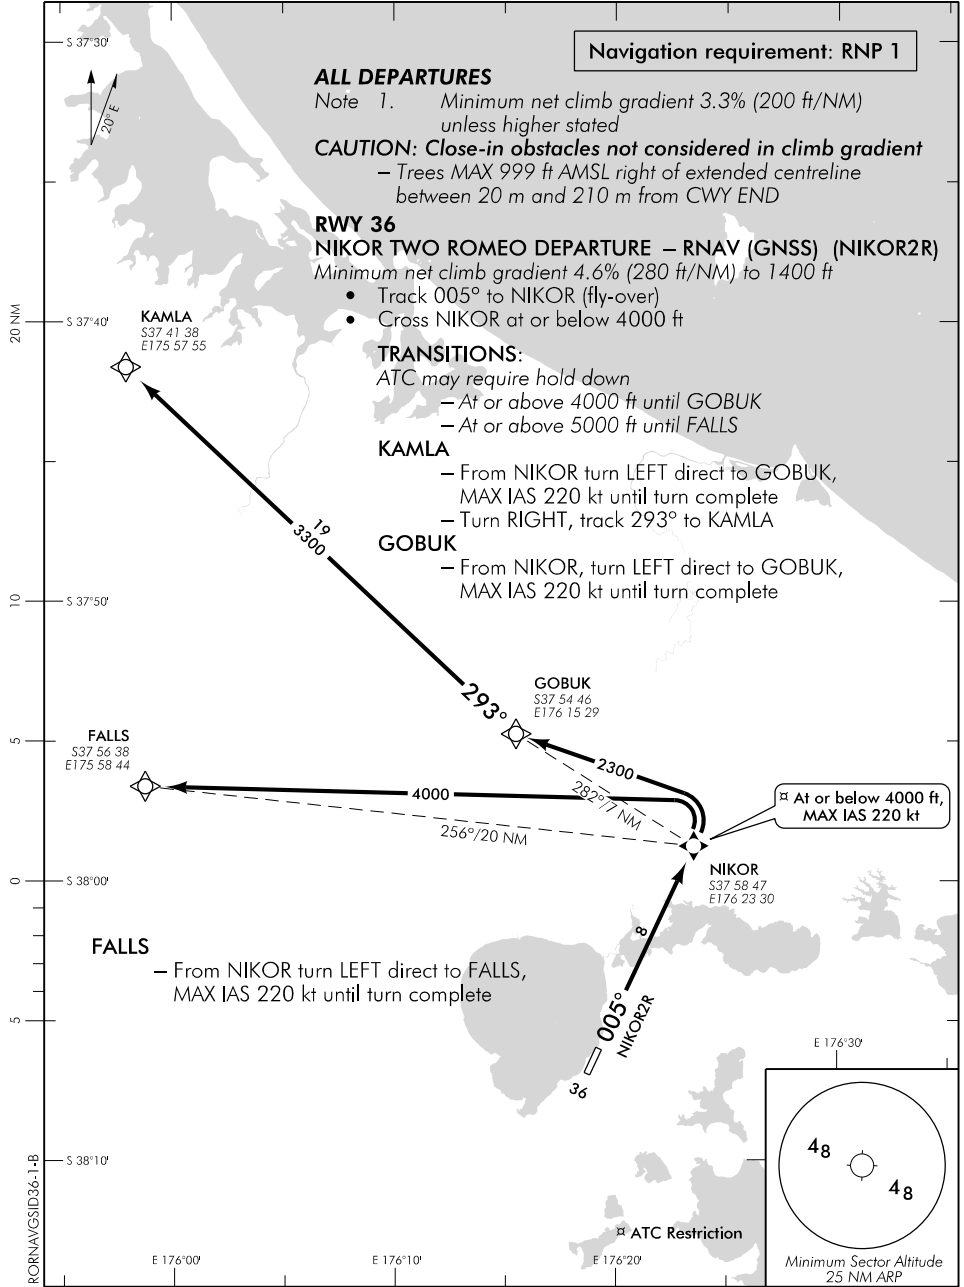 S 37°30'
Navigation requirement: RNP 1
20° E
ALL DEPARTURES
Note 1. Minimum net climb gradient 3.3% (200 ft/NM)
unless higher stated
CAUTION: Close-in obstacles not considered in climb gradient
– Trees MAX 999 ft AMSL right of extended centreline
between 20 m and 210 m from CWY END
RWY 36
NIKOR TWO ROMEO DEPARTURE – RNAV (GNSS) (NIKOR2R)
Minimum net climb gradient 4.6% (280 ft/NM) to 1400 ft
• Track 005° to NIKOR (fly-over)
• Cross NIKOR at or below 4000 ft
20 NM
S 37°40'
KAMLA
S37 41 38
E175 57 55
TRANSITIONS:
ATC may require hold down
– At or above 4000 ft until GOBUK
– At or above 5000 ft until FALLS
KAMLA
– From NIKOR turn LEFT direct to GOBUK,
MAX IAS 220 kt until turn complete
– Turn RIGHT, track 293° to KAMLA
GOBUK
– From NIKOR, turn LEFT direct to GOBUK,
MAX IAS 220 kt until turn complete
19
3300
10
S 37°50'
293°
GOBUK
S37 54 46
E176 15 29
5
FALLS
S37 56 38
E175 58 44
2300
4000
282°/7 NM
256°/20 NM
¤ At or below 4000 ft,
MAX IAS 220 kt
NIKOR
S37 58 47
E176 23 30
0
S 38°00'
8
FALLS
– From NIKOR turn LEFT direct to FALLS,
MAX IAS 220 kt until turn complete
5
005°
NIKOR2R
36
E 176°30'
S 38°10'
48
48
Minimum Sector Altitude
25 NM ARP
¤ ATC Restriction
E 176°00'
E 176°10'
E 176°20'
RORNAVGSID36-1-B